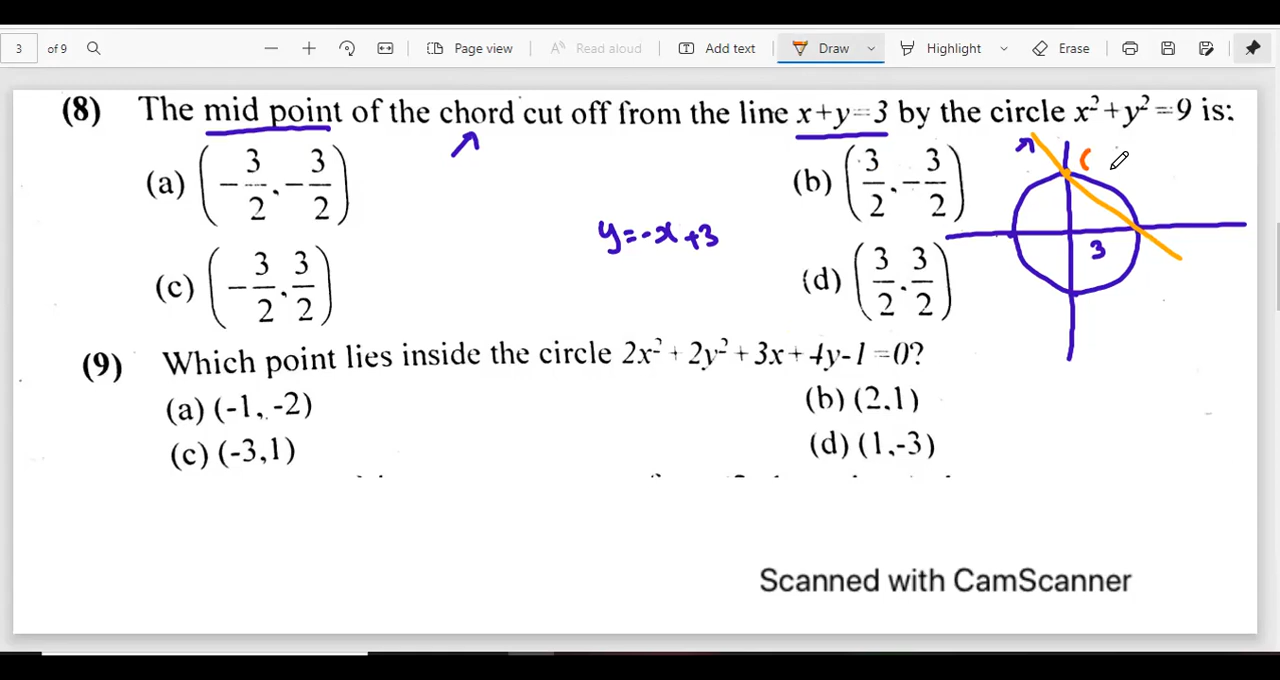 3 of 9 Page view Read aloud Add text Draw Highlight Erase
(8) The mid point of the chord cut off from the line x+y=3 by the circle x²+y²=9 is:
(a) (-3/2, -3/2) (b) (3/2, -3/2)
y=-x+3
3
(c) (-3/2, 3/2) (d) (3/2, 3/2)
(9) Which point lies inside the circle 2x² + 2y² + 3x + 4y-1 =0?
(a) (-1, -2) (b) (2,1)
(c) (-3,1) (d) (1,-3)
Scanned with CamScanner